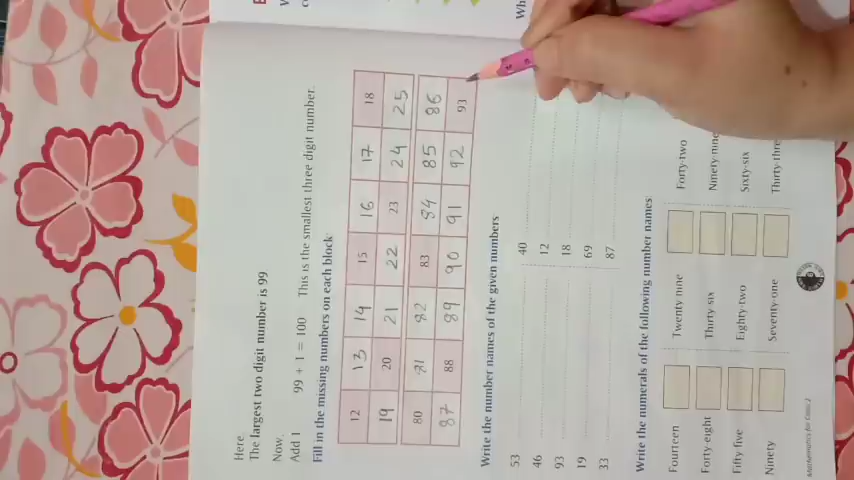 Here,
The largest two digit number is 99
Now,
Add 1 99 + 1 = 100 This is the smallest three digit number.
Fill in the missing numbers on each block
12 13 14 15 16 17 18
19 20 21 22 23 24 25
80 81 82 83 84 85 86
87 88 89 90 91 92 93
Write the number names of the given numbers
53 40
46 12
93 18
19 69
33 87
Write the numerals of the following number names
Fourteen Twenty nine Forty-two
Forty eight Thirty six Ninety nine
Fifty five Eighty-two Sixty-six
Ninety Seventy-one
Mathematics for Class 2